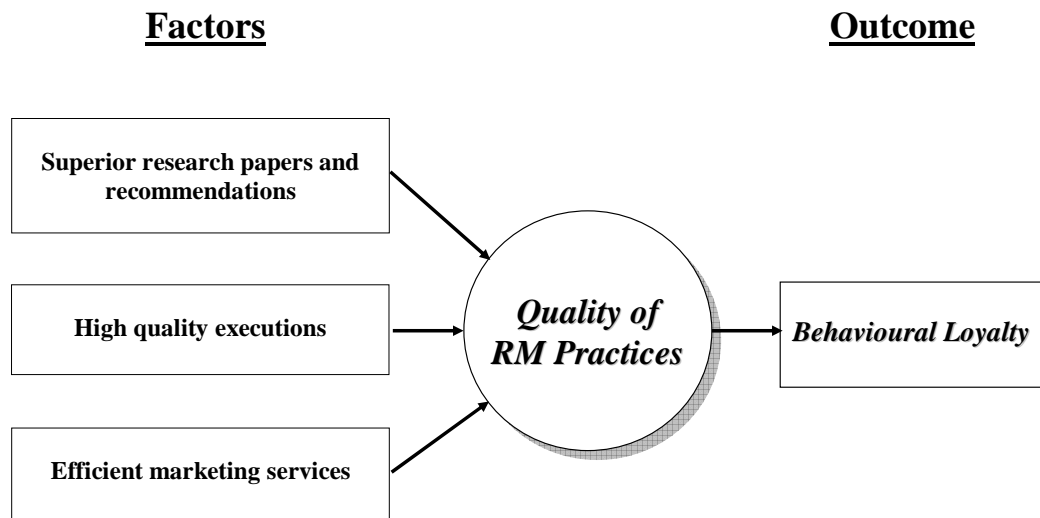 Factors
Outcome
Superior research papers and
recommendations
High quality executions
Efficient marketing services
Quality of
RM Practices
Behavioural Loyalty